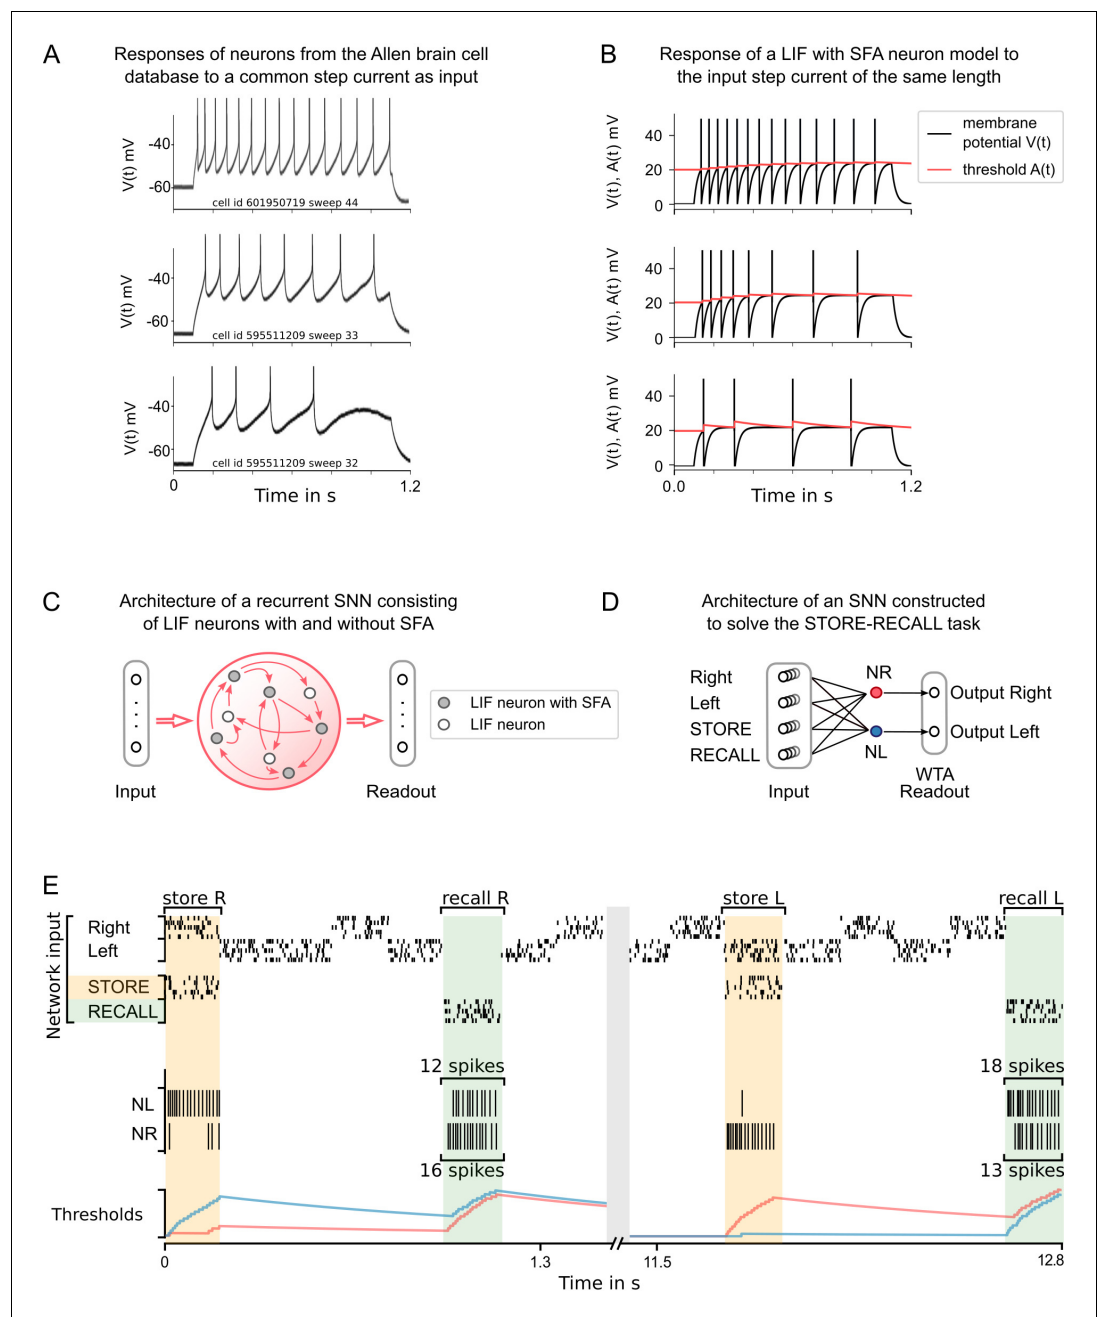 A
Responses of neurons from the Allen brain cell
database to a common step current as input
V(t) mV
-40
-60
cell id 601950719 sweep 44
V(t) mV
-40
-60
cell id 595511209 sweep 33
V(t) mV
-40
-60
cell id 595511209 sweep 32
0
1.2
Time in s
B
Response of a LIF with SFA neuron model to
the input step current of the same length
membrane
potential V(t)
threshold A(t)
V(t), A(t) mV
40
20
0
V(t), A(t) mV
40
20
0
V(t), A(t) mV
40
20
0
0.0
1.2
Time in s
C
Architecture of a recurrent SNN consisting
of LIF neurons with and without SFA
LIF neuron with SFA
LIF neuron
Input
Readout
D
Architecture of an SNN constructed
to solve the STORE-RECALL task
Right
Left
STORE
RECALL
NR
NL
Output Right
Output Left
Input
WTA
Readout
E
store R
recall R
store L
recall L
Network input
Right
Left
STORE
RECALL
12 spikes
18 spikes
NL
NR
16 spikes
13 spikes
Thresholds
0
1.3
11.5
12.8
Time in s